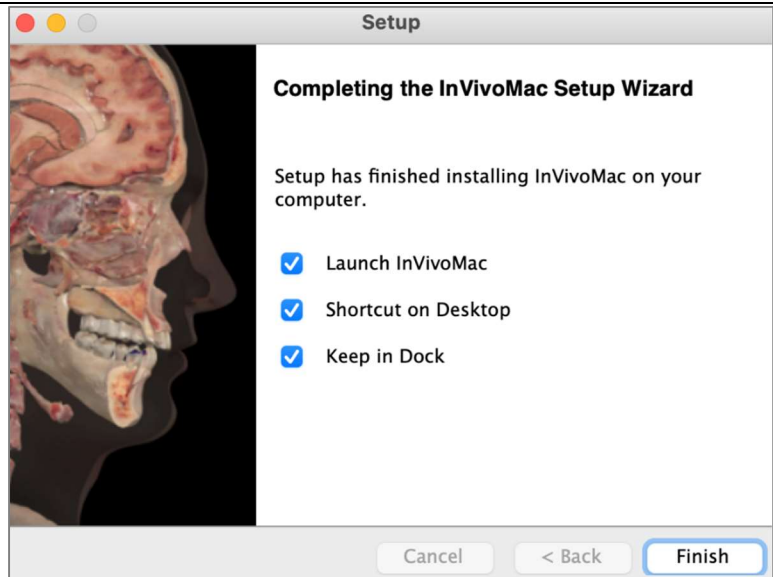 Setup
Completing the InVivoMac Setup Wizard
Setup has finished installing InVivoMac on your
computer.
Launch InVivoMac
Shortcut on Desktop
Keep in Dock
Cancel
< Back
Finish